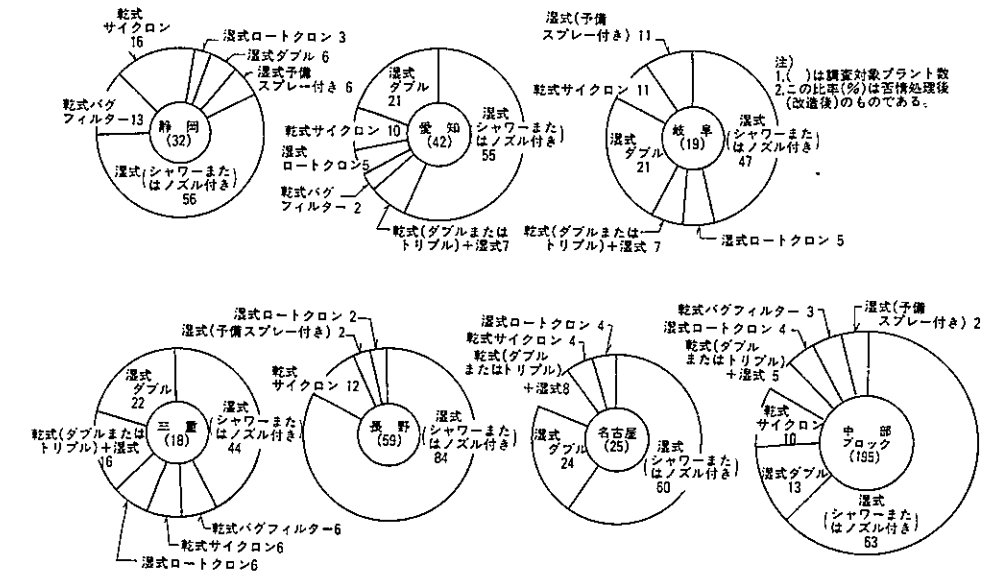 乾式
サイクロン
16
湿式ロートクロン 3
湿式ダブル 6
湿式予備
スプレー付き 6
乾式バグ
フィルター13
静 岡
(32)
湿式(シャワーまた
はノズル付き)
56
湿式
ダブル
21
乾式サイクロン 10
湿式
ロートクロン5
乾式バグ
フィルター 2
愛 知
(42)
湿式
(シャワーまた
はノズル付き)
55
乾式(ダブルまたは
トリプル)+湿式7
湿式(予備
スプレー付き) 11
乾式サイクロン 11
湿式
ダブル
21
岐 阜
(19)
湿式
(シャワーまた
はノズル付き)
47
乾式(ダブルまたは
トリプル)+湿式 7
湿式ロートクロン 5
注)
1.( )は調査対象プラント数
2.この比率(%)は苦情処理後
(改造後)のものである。
湿式
ダブル
22
三 重
(18)
湿式
(シャワーまた
はノズル付き)
44
乾式(ダブルまたは
トリプル)+湿式
16
乾式バグフィルター6
乾式サイクロン6
湿式ロートクロン6
湿式ロートクロン 2
湿式(予備スプレー付き) 2
乾式
サイクロン 12
長 野
(59)
湿式
(シャワーまた
はノズル付き)
84
湿式ロートクロン 4
乾式サイクロン 4
乾式(ダブル
またはトリプル)
+湿式8
湿式
ダブル
24
名古屋
(25)
湿式
(シャワーまた
はノズル付き)
60
乾式バグフィルター 3
湿式ロートクロン 4
乾式(ダブル
またはトリプル)
+湿式 5
湿式(予備
スプレー付き) 2
乾式
サイクロン
10
湿式ダブル
13
中 部
ブロック
(195)
湿式
(シャワーまた
はノズル付き)
63